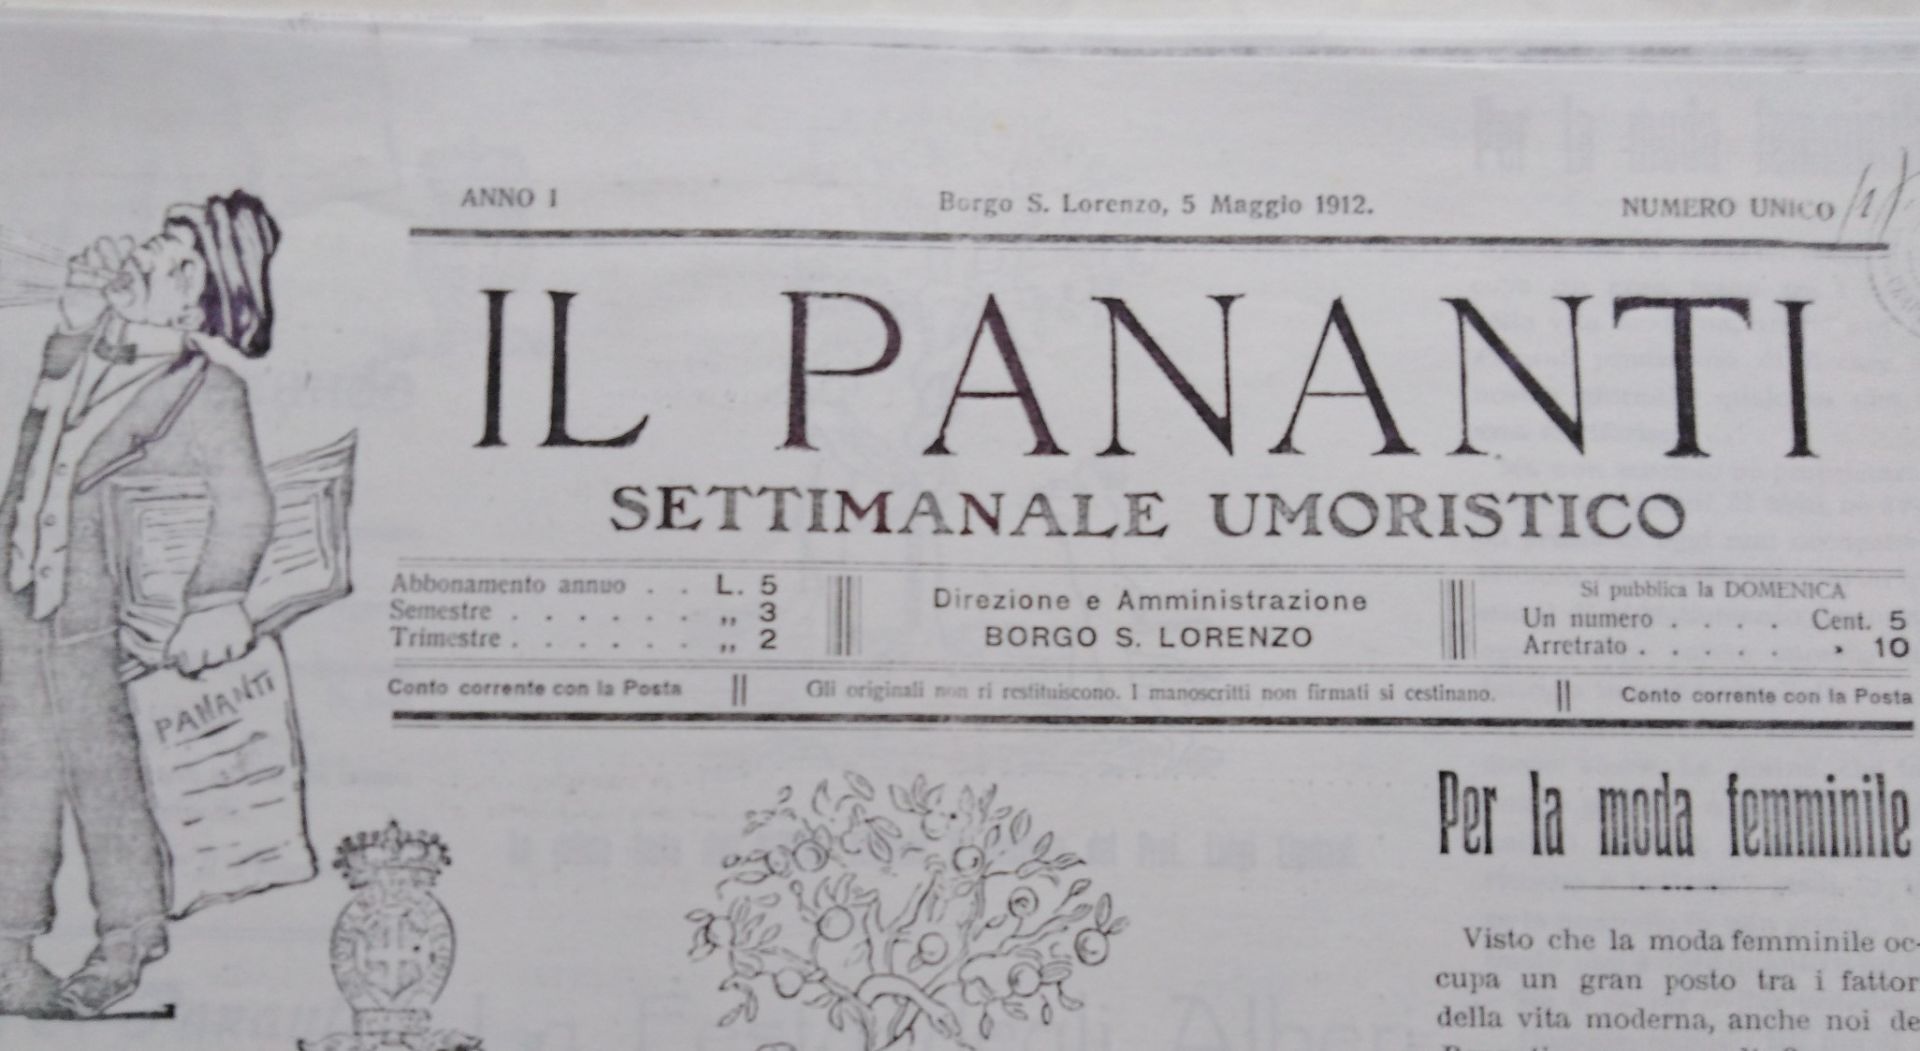 ANNO I
Borgo S. Lorenzo, 5 Maggio 1912.
NUMERO UNICO
IL PANANTI
SETTIMANALE UMORISTICO
Abbonamento annuo . . L. 5
Semestre . . . . . . „ 3
Trimestre . . . . . . „ 2
Direzione e Amministrazione
BORGO S. LORENZO
Si pubblica la DOMENICA
Un numero . . . . Cent. 5
Arretrato . . . . . » 10
Conto corrente con la Posta
Gli originali non ri restituiscono. I manoscritti non firmati si cestinano.
Conto corrente con la Posta
PANANTI
Per la moda femminile
Visto che la moda femminile oc-
cupa un gran posto tra i fattor
della vita moderna, anche noi de